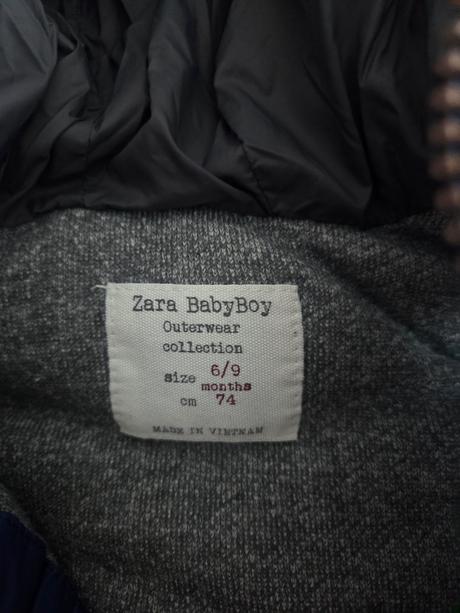 Zara BabyBoy
Outerwear
collection
size 6/9 months
cm 74
MADE IN VIETNAM